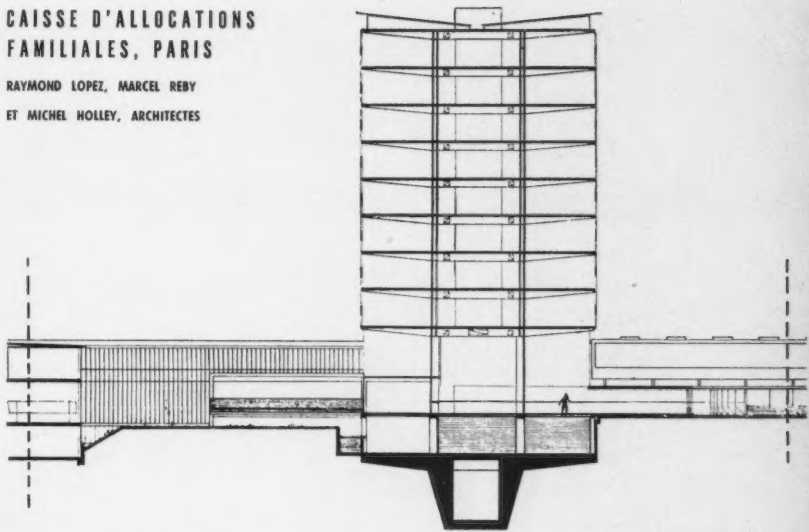 CAISSE D'ALLOCATIONS
FAMILIALES, PARIS
RAYMOND LOPEZ, MARCEL REBY
ET MICHEL HOLLEY, ARCHITECTES